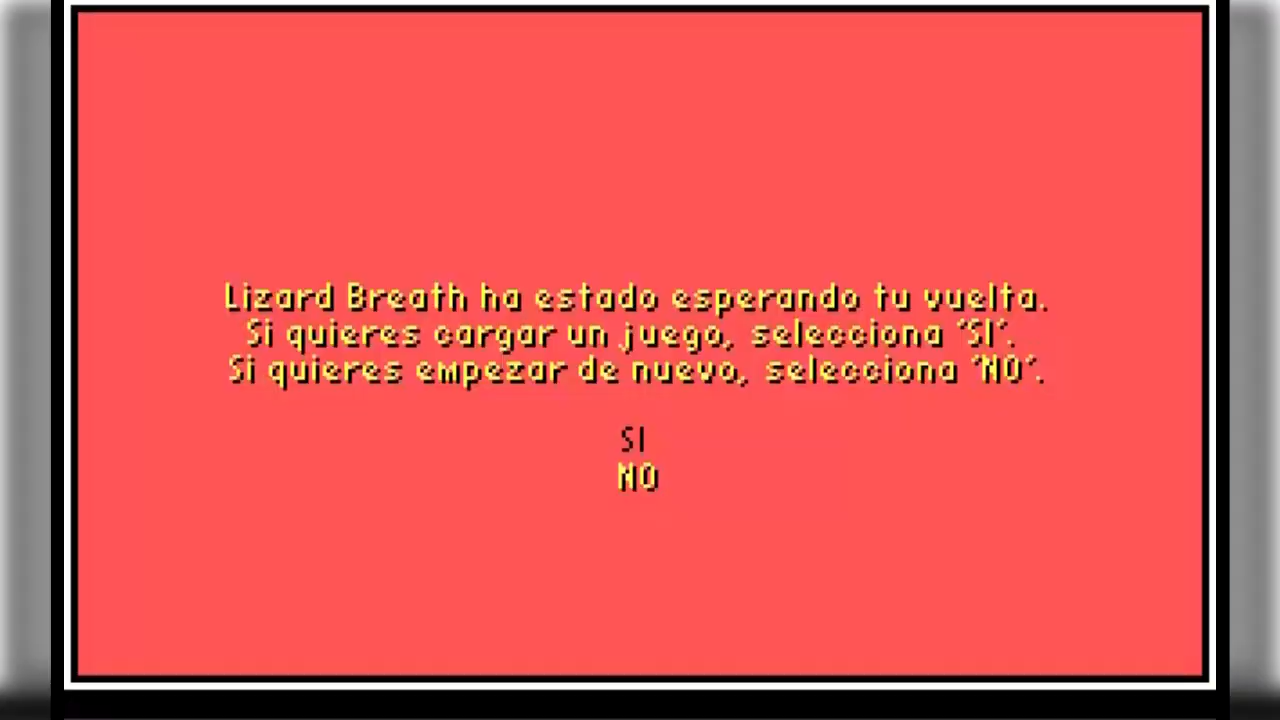 Lizard Breath ha estado esperando tu vuelta.
Si quieres cargar un juego, selecciona 'SI'.
Si quieres empezar de nuevo, selecciona 'NO'.
SI
NO